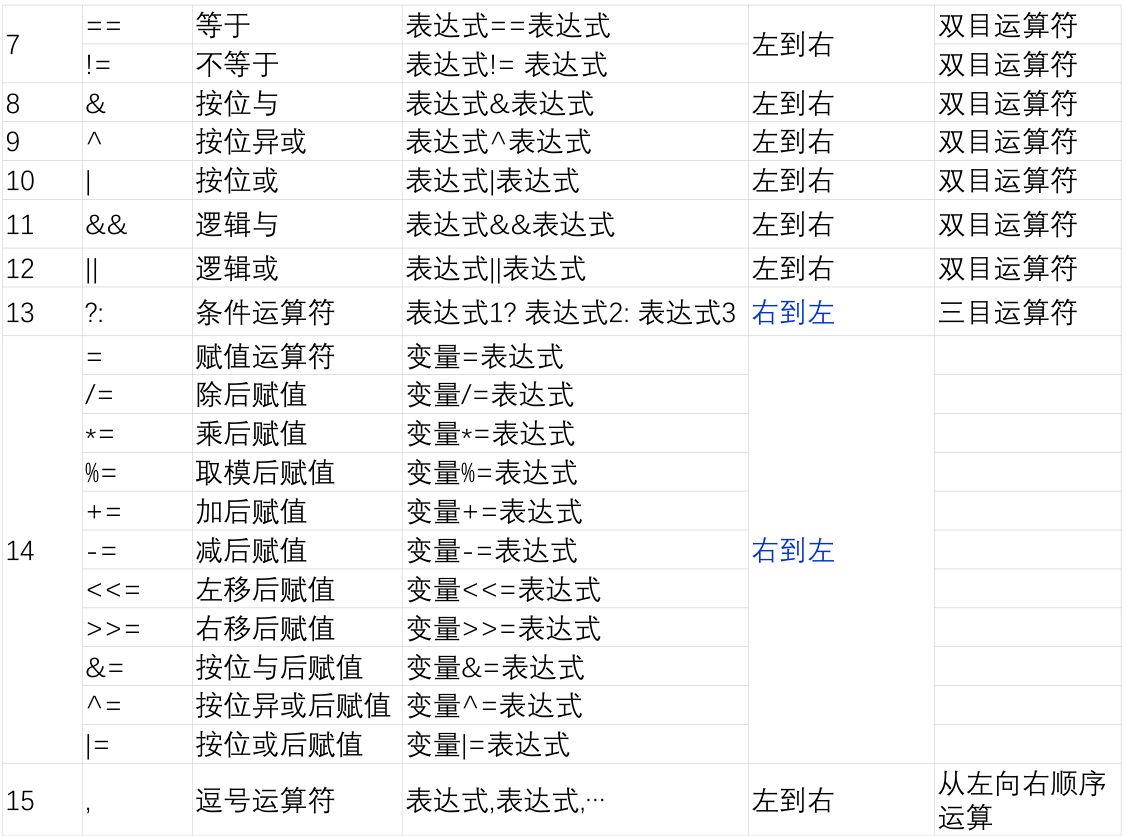 7 == 等于 表达式==表达式 左到右 双目运算符
!= 不等于 表达式!= 表达式 双目运算符
8 & 按位与 表达式&表达式 左到右 双目运算符
9 ^ 按位异或 表达式^表达式 左到右 双目运算符
10 | 按位或 表达式|表达式 左到右 双目运算符
11 && 逻辑与 表达式&&表达式 左到右 双目运算符
12 || 逻辑或 表达式||表达式 左到右 双目运算符
13 ?: 条件运算符 表达式1? 表达式2: 表达式3 右到左 三目运算符
14 = 赋值运算符 变量=表达式 右到左
/= 除后赋值 变量/=表达式
*= 乘后赋值 变量*=表达式
%= 取模后赋值 变量%=表达式
+= 加后赋值 变量+=表达式
-= 减后赋值 变量-=表达式
<<= 左移后赋值 变量<<=表达式
>>= 右移后赋值 变量>>=表达式
&= 按位与后赋值 变量&=表达式
^= 按位异或后赋值 变量^=表达式
|= 按位或后赋值 变量|=表达式
15 , 逗号运算符 表达式,表达式,… 左到右 从左向右顺序
运算